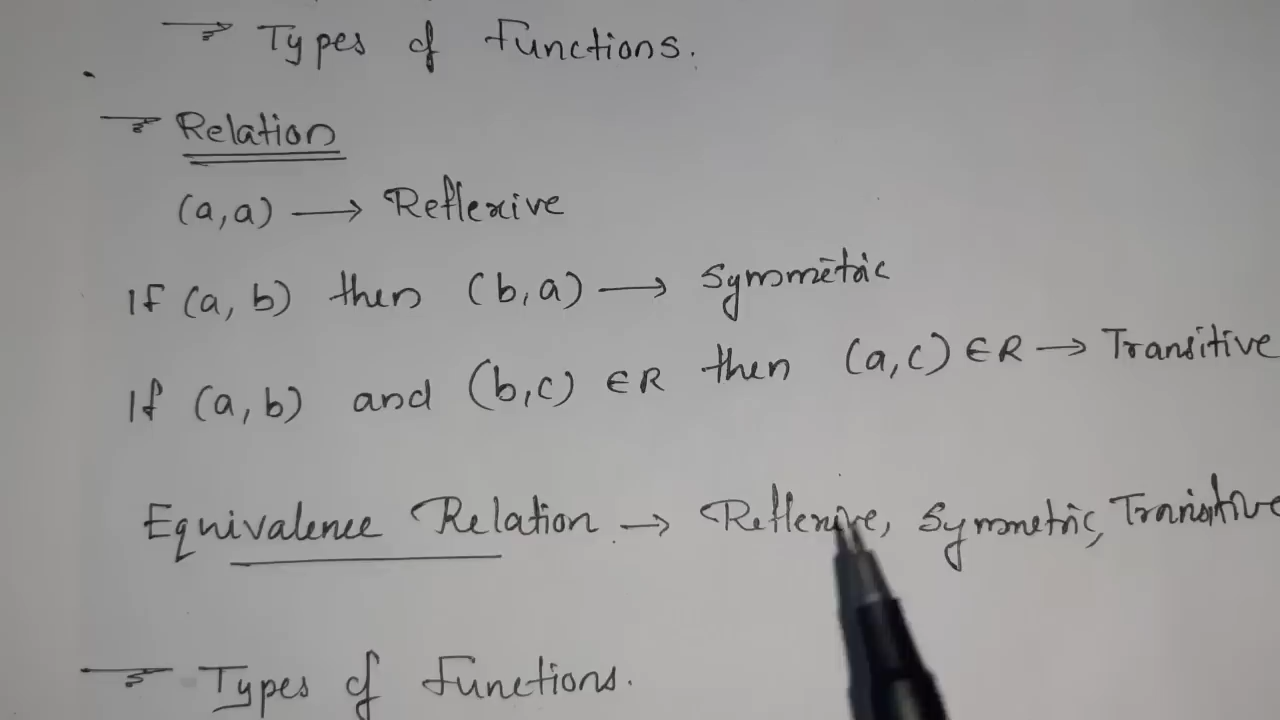 → Types of Functions.
→ Relation
(a,a) → Reflexive
If (a, b) then (b,a) → Symmetric
If (a,b) and (b,c) ∈R then (a,c) ∈R → Transitive
Equivalence Relation → Reflexive, Symmetric, Transitive
→ Types of Functions.